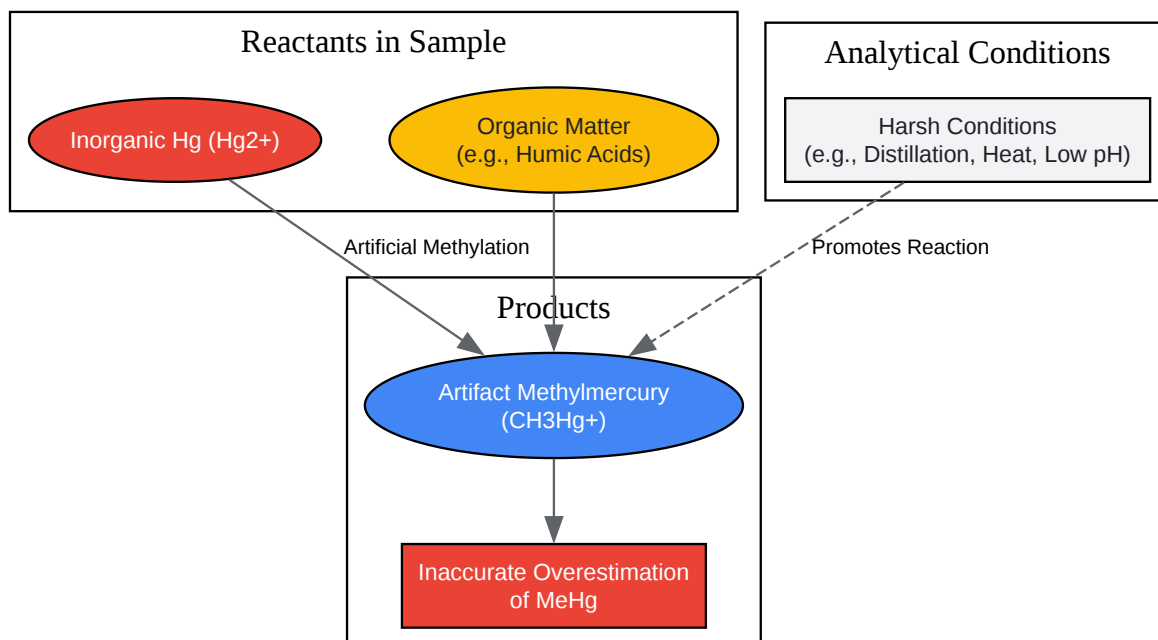 Reactants in Sample
Analytical Conditions
Inorganic Hg (Hg2+)
Organic Matter
(e.g., Humic Acids)
Harsh Conditions
(e.g., Distillation, Heat, Low pH)
Artificial Methylation
Promotes Reaction
Products
Artifact Methylmercury
(CH3Hg+)
Inaccurate Overestimation
of MeHg